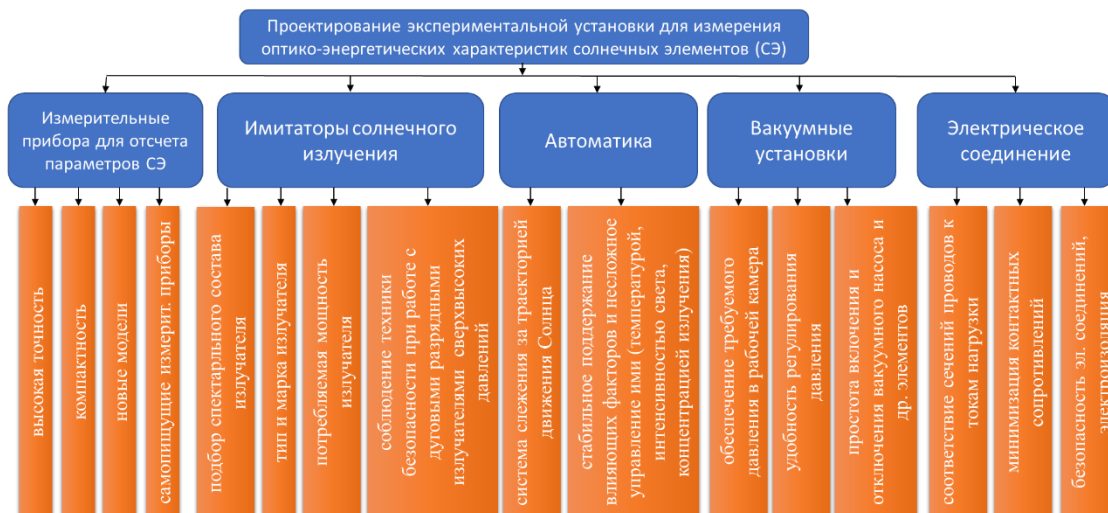 Проектирование экспериментальной установки для измерения
оптико-энергетических характеристик солнечных элементов (СЭ)
Измерительные
прибора для отсчета
параметров СЭ
Имитаторы солнечного
излучения
Автоматика
Вакуумные
установки
Электрическое
соединение
высокая точность
компактность
новые модели
самопишущие измерит. приборы
подбор спектарального состава
излучателя
тип и марка излучателя
потребляемая мощность
излучателя
соблюдение техники
безопасности при работе с
дуговыми разрядными
излучателями сверхвысоких
давлений
система слежения за траекторией
движения Солнца
стабильное поддержание
влияющих факторов и несложное
управление ими (температурой,
интенсивностью света,
концентрацией излучения)
обеспечение требуемого
давления в рабочей камера
удобность регулирования
давления
простота включения и
отключения вакуумного насоса и
др. элементов
соответствие сечений проводов к
токам нагрузки
минимизация контактных
сопротивлений
безопасность эл. соединений,
электроизоляция